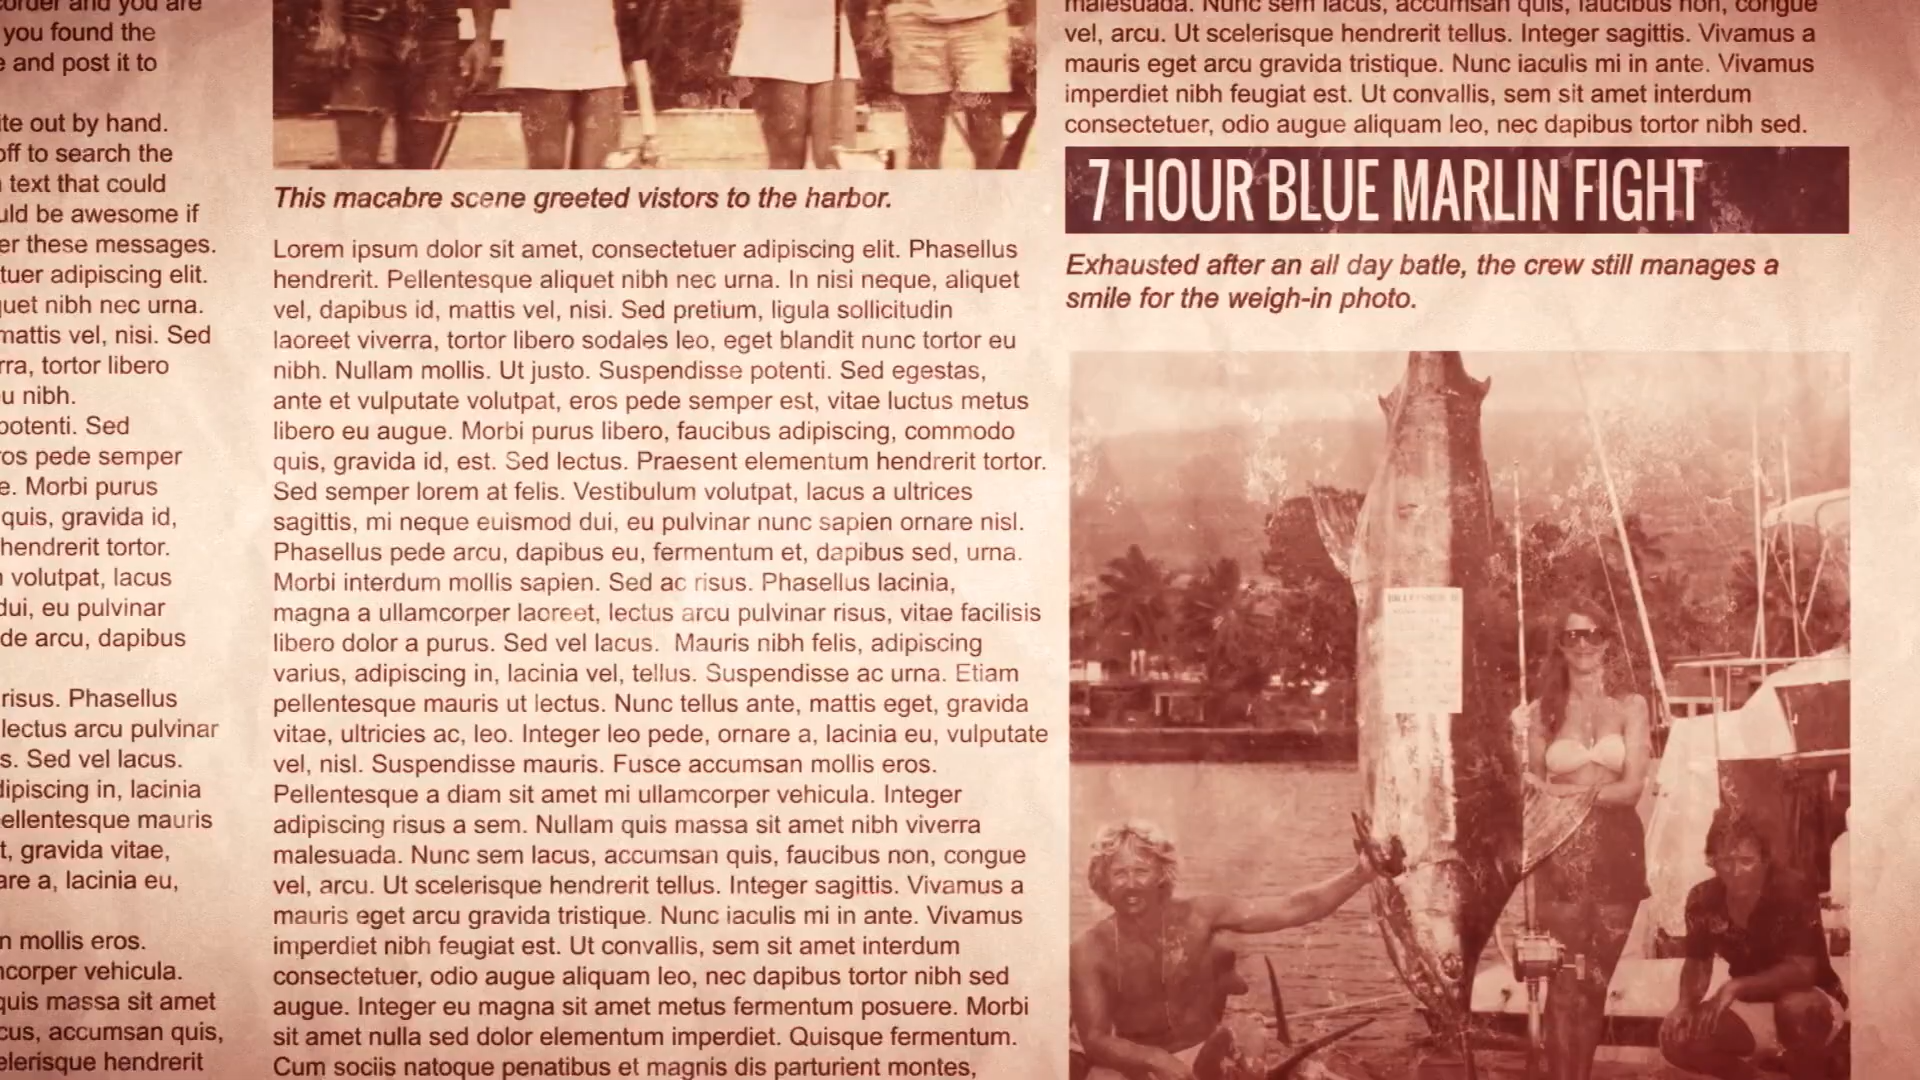 order and you are
you found the
e and post it to
ite out by hand.
off to search the
text that could
uld be awesome if
er these messages.
tuer adipiscing elit.
quet nibh nec urna.
mattis vel, nisi. Sed
rra, tortor libero
u nibh.
potenti. Sed
ros pede semper
e. Morbi purus
quis, gravida id,
hendrerit tortor.
volutpat, lacus
dui, eu pulvinar
de arcu, dapibus
risus. Phasellus
lectus arcu pulvinar
s. Sed vel lacus.
dipiscing in, lacinia
ellentesque mauris
t, gravida vitae,
are a, lacinia eu,
n mollis eros.
ncorper vehicula.
quis massa sit amet
cus, accumsan quis,
elerisque hendrerit
This macabre scene greeted vistors to the harbor.
Lorem ipsum dolor sit amet, consectetuer adipiscing elit. Phasellus
hendrerit. Pellentesque aliquet nibh nec urna. In nisi neque, aliquet
vel, dapibus id, mattis vel, nisi. Sed pretium, ligula sollicitudin
laoreet viverra, tortor libero sodales leo, eget blandit nunc tortor eu
nibh. Nullam mollis. Ut justo. Suspendisse potenti. Sed egestas,
ante et vulputate volutpat, eros pede semper est, vitae luctus metus
libero eu augue. Morbi purus libero, faucibus adipiscing, commodo
quis, gravida id, est. Sed lectus. Praesent elementum hendrerit tortor.
Sed semper lorem at felis. Vestibulum volutpat, lacus a ultrices
sagittis, mi neque euismod dui, eu pulvinar nunc sapien ornare nisl.
Phasellus pede arcu, dapibus eu, fermentum et, dapibus sed, urna.
Morbi interdum mollis sapien. Sed ac risus. Phasellus lacinia,
magna a ullamcorper laoreet, lectus arcu pulvinar risus, vitae facilisis
libero dolor a purus. Sed vel lacus. Mauris nibh felis, adipiscing
varius, adipiscing in, lacinia vel, tellus. Suspendisse ac urna. Etiam
pellentesque mauris ut lectus. Nunc tellus ante, mattis eget, gravida
vitae, ultricies ac, leo. Integer leo pede, ornare a, lacinia eu, vulputate
vel, nisl. Suspendisse mauris. Fusce accumsan mollis eros.
Pellentesque a diam sit amet mi ullamcorper vehicula. Integer
adipiscing risus a sem. Nullam quis massa sit amet nibh viverra
malesuada. Nunc sem lacus, accumsan quis, faucibus non, congue
vel, arcu. Ut scelerisque hendrerit tellus. Integer sagittis. Vivamus a
mauris eget arcu gravida tristique. Nunc iaculis mi in ante. Vivamus
imperdiet nibh feugiat est. Ut convallis, sem sit amet interdum
consectetuer, odio augue aliquam leo, nec dapibus tortor nibh sed
augue. Integer eu magna sit amet metus fermentum posuere. Morbi
sit amet nulla sed dolor elementum imperdiet. Quisque fermentum.
Cum sociis natoque penatibus et magnis dis parturient montes,
malesuada. Nunc sem lacus, accumsan quis, faucibus non, congue
vel, arcu. Ut scelerisque hendrerit tellus. Integer sagittis. Vivamus a
mauris eget arcu gravida tristique. Nunc iaculis mi in ante. Vivamus
imperdiet nibh feugiat est. Ut convallis, sem sit amet interdum
consectetuer, odio augue aliquam leo, nec dapibus tortor nibh sed.
7 HOUR BLUE MARLIN FIGHT
Exhausted after an all day batle, the crew still manages a
smile for the weigh-in photo.